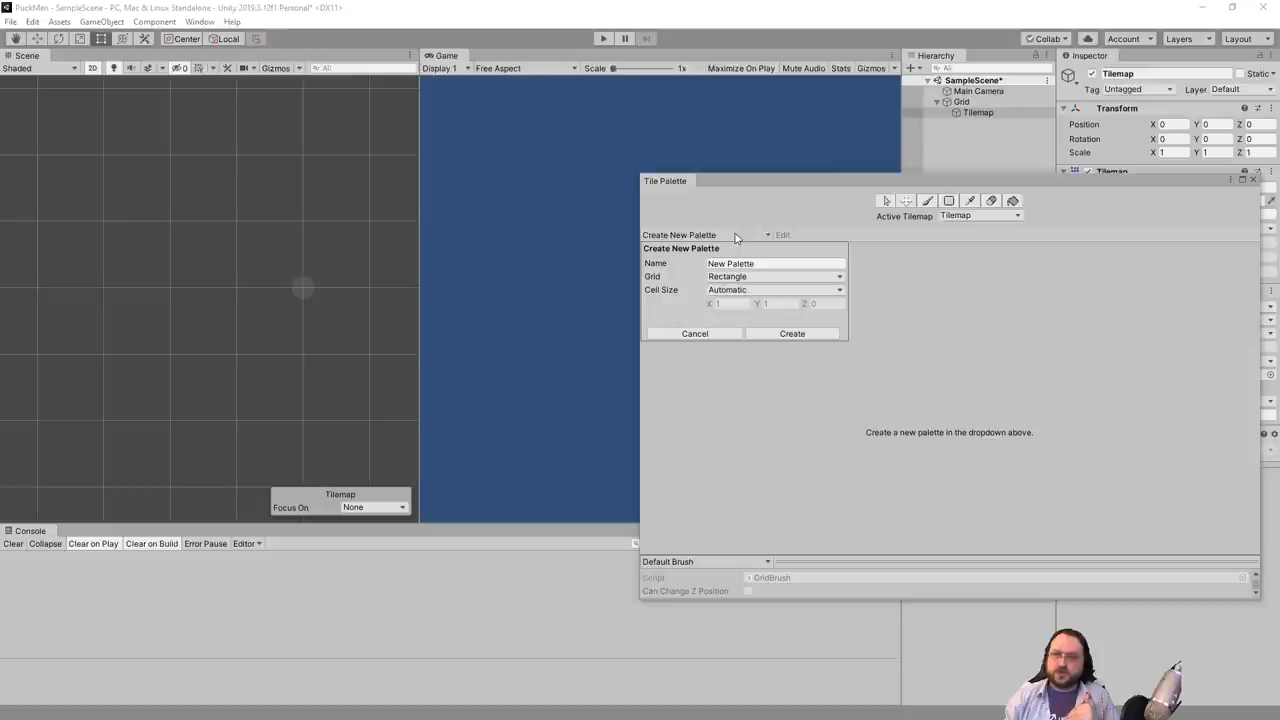 PuckMan - SampleScene - PC, Mac & Linux Standalone - Unity 2019.3.12f1 Personal* <DX11>
File Edit Assets GameObject Component Window Help
Center Local Collab Account Layers Layout
Scene
Shaded 2D 0 Gizmos All
Game
Display 1 Free Aspect Scale 1x Maximize On Play Mute Audio Stats Gizmos
Hierarchy
All
SampleScene*
Main Camera
Grid
Tilemap
Inspector
Tilemap Static
Tag Untagged Layer Default
Transform
Position X 0 Y 0 Z 0
Rotation X 0 Y 0 Z 0
Scale X 1 Y 1 Z 1
Tilemap
Tile Palette
Active Tilemap Tilemap
Create New Palette Edit
Create New Palette
Name New Palette
Grid Rectangle
Cell Size Automatic
X 1 Y 1 Z 0
Cancel Create
Create a new palette in the dropdown above.
Default Brush
Script GridBrush
Can Change Z Position
Tilemap
Focus On None
Console
Clear Collapse Clear on Play Clear on Build Error Pause Editor